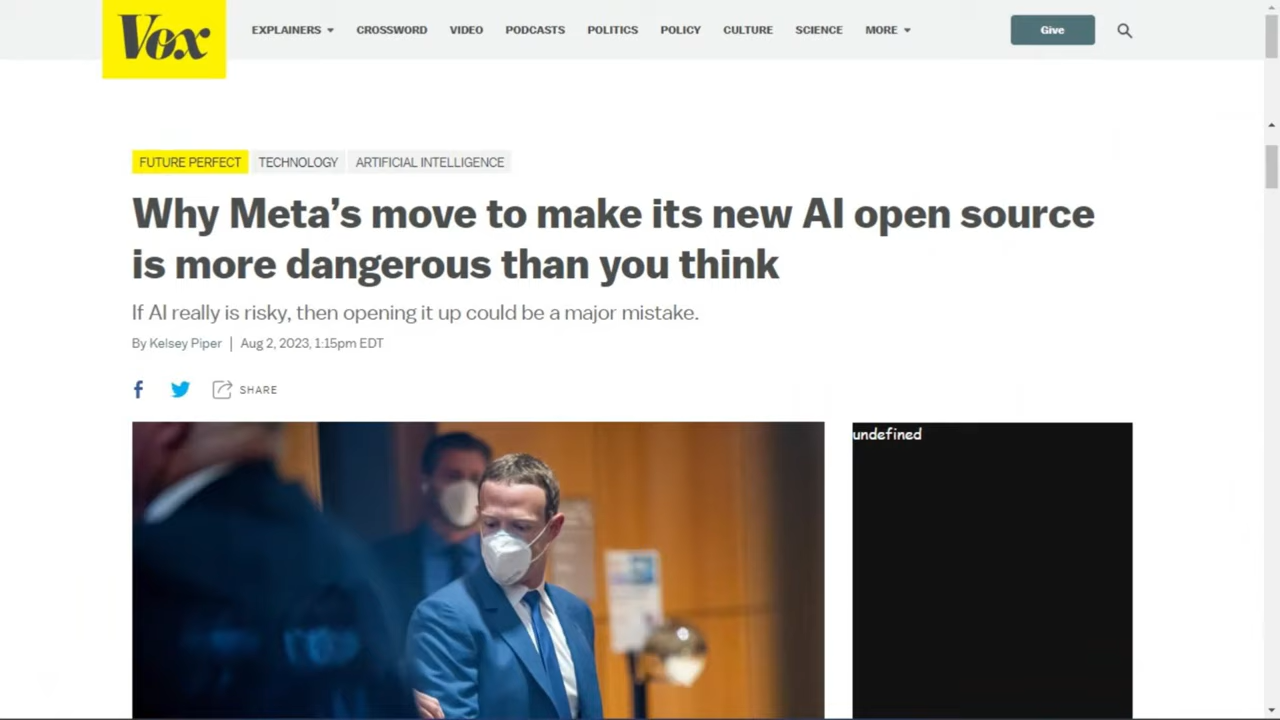 Vox
EXPLAINERS
CROSSWORD
VIDEO
PODCASTS
POLITICS
POLICY
CULTURE
SCIENCE
MORE
Give
FUTURE PERFECT
TECHNOLOGY
ARTIFICIAL INTELLIGENCE
Why Meta’s move to make its new AI open source
is more dangerous than you think
If AI really is risky, then opening it up could be a major mistake.
By Kelsey Piper | Aug 2, 2023, 1:15pm EDT
SHARE
undefined